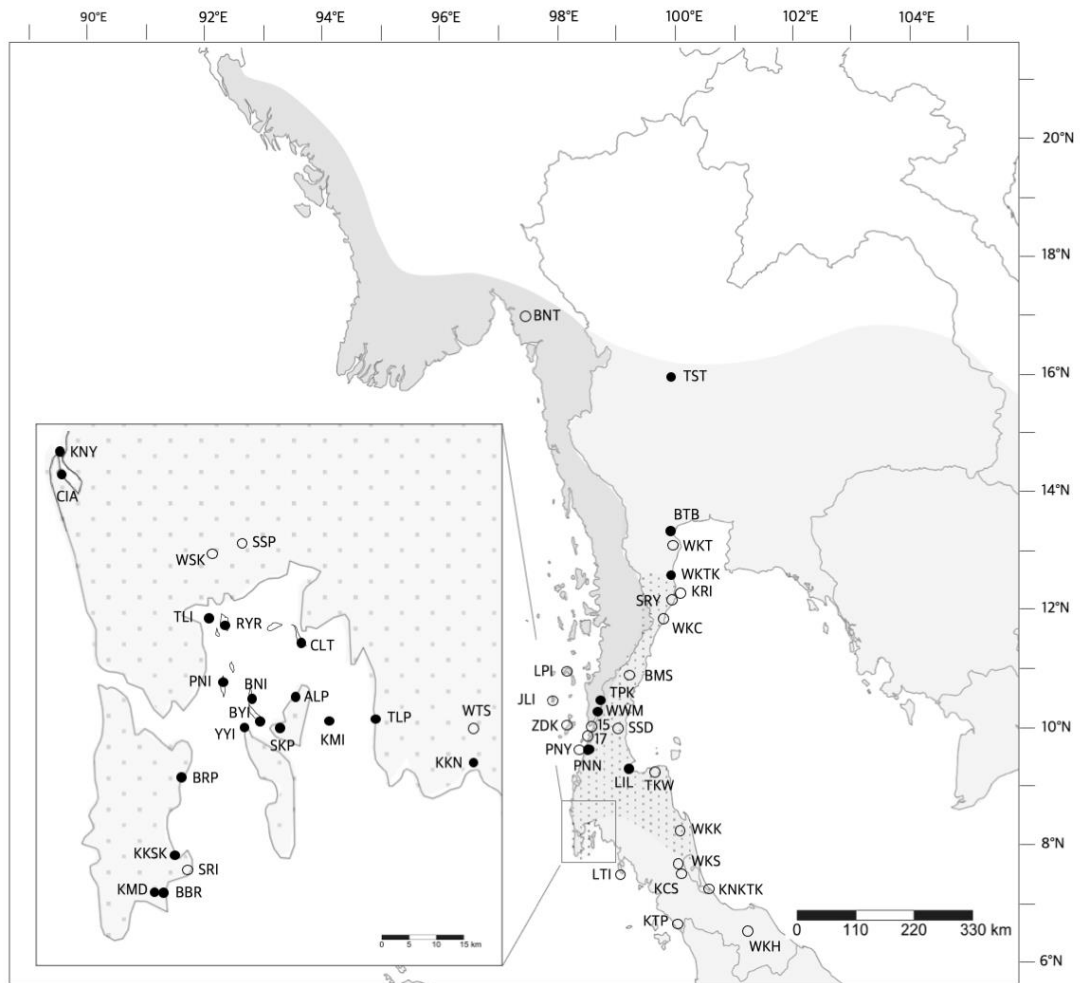 90°E 92°E 94°E 96°E 98°E 100°E 102°E 104°E
20°N
18°N
BNT
16°N
TST
14°N
BTB
WKT
WKTK
KRI
SRY
12°N
WKC
LPI
BMS
JLI
TPK
WWM
ZDK
15
SSD
10°N
17
PNY
PNN
LIL
TKW
WKK
8°N
WKS
LTI
KCS
KNKTK
KTP
WKH
6°N
0 110 220 330 km
KNY
CIA
SSP
WSK
TLI
RYR
CLT
PNI
BNI
ALP
BYI
YYI
SKP
KMI
TLP
WTS
KKN
BRP
KKSK
SRI
KMD
BBR
0 5 10 15 km